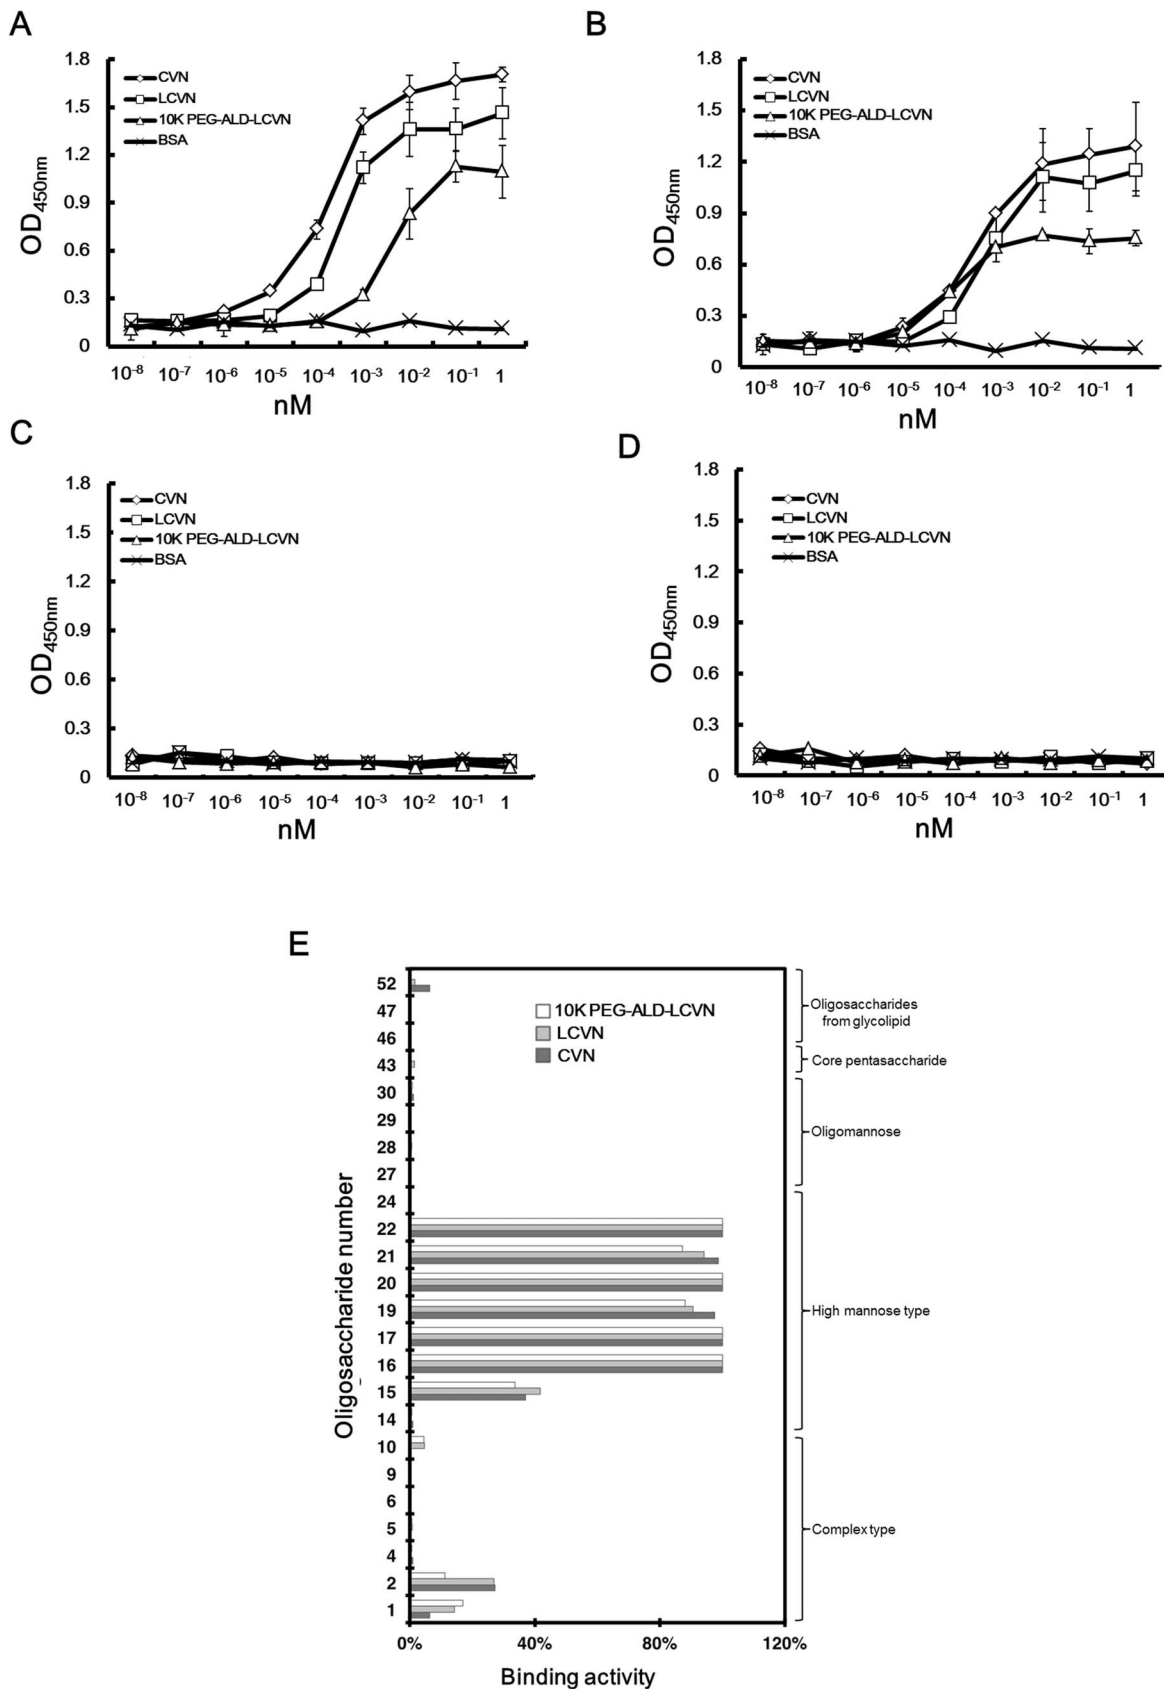 A
1.8
1.5
1.2
0.9
0.6
0.3
0
OD450nm
CVN
LCVN
10K PEG-ALD-LCVN
BSA
10⁻⁸ 10⁻⁷ 10⁻⁶ 10⁻⁵ 10⁻⁴ 10⁻³ 10⁻² 10⁻¹ 1
nM
B
1.8
1.5
1.2
0.9
0.6
0.3
0
OD450nm
CVN
LCVN
10K PEG-ALD-LCVN
BSA
10⁻⁸ 10⁻⁷ 10⁻⁶ 10⁻⁵ 10⁻⁴ 10⁻³ 10⁻² 10⁻¹ 1
nM
C
1.8
1.5
1.2
0.9
0.6
0.3
0
OD450nm
CVN
LCVN
10K PEG-ALD-LCVN
BSA
10⁻⁸ 10⁻⁷ 10⁻⁶ 10⁻⁵ 10⁻⁴ 10⁻³ 10⁻² 10⁻¹ 1
nM
D
1.8
1.5
1.2
0.9
0.6
0.3
0
OD450nm
CVN
LCVN
10K PEG-ALD-LCVN
BSA
10⁻⁸ 10⁻⁷ 10⁻⁶ 10⁻⁵ 10⁻⁴ 10⁻³ 10⁻² 10⁻¹ 1
nM
E
Oligosaccharide number
52
47
46
43
30
29
28
27
24
22
21
20
19
17
16
15
14
10
9
6
5
4
2
1
10K PEG-ALD-LCVN
LCVN
CVN
Oligosaccharides
from glycolipid
Core pentasaccharide
Oligomannose
High mannose type
Complex type
0% 40% 80% 120%
Binding activity